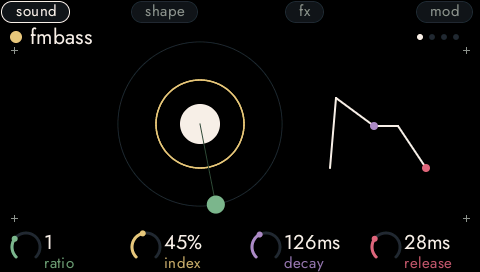 sound shape fx mod
fmbass
1 45% 126ms 28ms
ratio index decay release